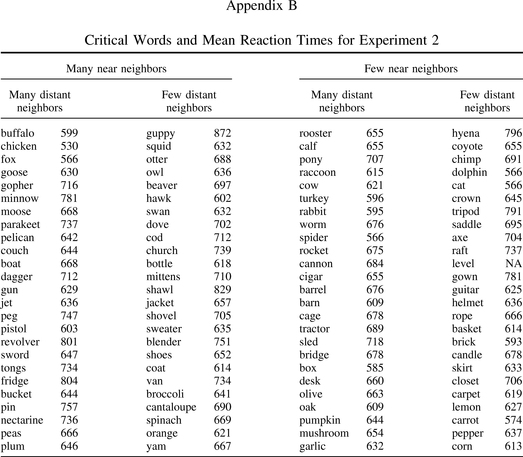 Appendix B
Critical Words and Mean Reaction Times for Experiment 2
Many near neighbors Few near neighbors
Many distant Few distant Many distant Few distant
neighbors neighbors neighbors neighbors
buffalo 599 guppy 872 rooster 655 hyena 796
chicken 530 squid 632 calf 655 coyote 655
fox 566 otter 688 pony 707 chimp 691
goose 630 owl 636 raccoon 615 dolphin 566
gopher 716 beaver 697 cow 621 cat 566
minnow 781 hawk 602 turkey 596 crown 645
moose 668 swan 632 rabbit 595 tripod 791
parakeet 737 dove 702 worm 676 saddle 695
pelican 642 cod 712 spider 566 axe 704
couch 644 church 739 rocket 675 raft 737
boat 668 bottle 618 cannon 684 level NA
dagger 712 mittens 710 cigar 655 gown 781
gun 629 shawl 829 barrel 676 guitar 625
jet 636 jacket 657 barn 609 helmet 636
peg 747 shovel 705 cage 678 rope 666
pistol 603 sweater 635 tractor 689 basket 614
revolver 801 blender 751 sled 718 brick 593
sword 647 shoes 652 bridge 678 candle 678
tongs 734 coat 614 box 585 skirt 633
fridge 804 van 734 desk 660 closet 706
bucket 644 broccoli 641 olive 663 carpet 619
pin 757 cantaloupe 690 oak 609 lemon 627
nectarine 736 spinach 669 pumpkin 644 carrot 574
peas 666 orange 621 mushroom 654 pepper 637
plum 646 yam 667 garlic 632 corn 613